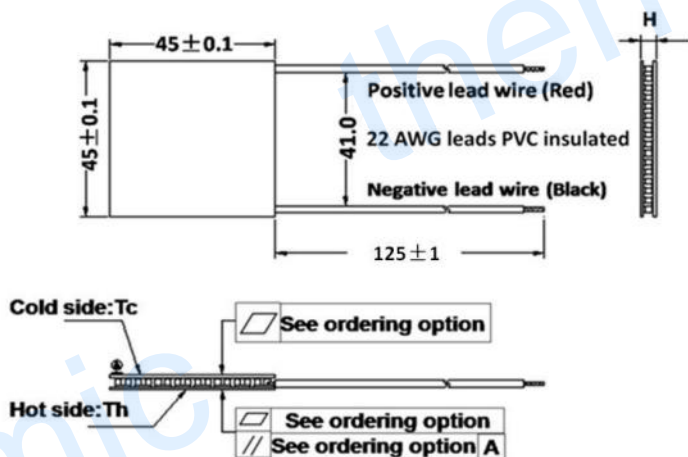 45±0.1
H
Positive lead wire (Red)
45±0.1
41.0
22 AWG leads PVC insulated
Negative lead wire (Black)
125±1
Cold side:Tc
See ordering option
Hot side:Th
See ordering option
// See ordering option A
then
mic